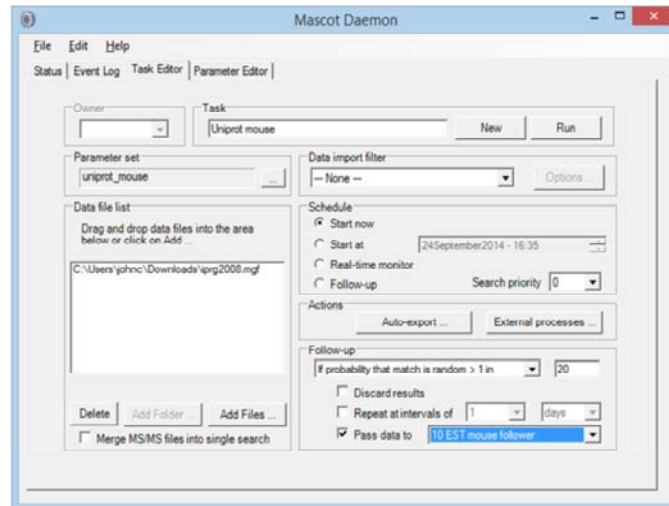 Mascot Daemon
File Edit Help
Status Event Log Task Editor Parameter Editor
Owner
Task
Uniprot mouse
New
Run
Parameter set
uniprot_mouse
...
Data import filter
-- None --
Options...
Data file list
Drag and drop data files into the area
below or click on Add ...
C:\Users\johnc\Downloads\iprg2008.mgf
Delete
Add Folder ...
Add Files ...
Merge MS/MS files into single search
Schedule
Start now
Start at
24September2014 - 16:35
Real-time monitor
Follow-up
Search priority 0
Actions
Auto-export ...
External processes ...
Follow-up
If probability that match is random > 1 in
20
Discard results
Repeat at intervals of 1 days
Pass data to 10 EST mouse follower